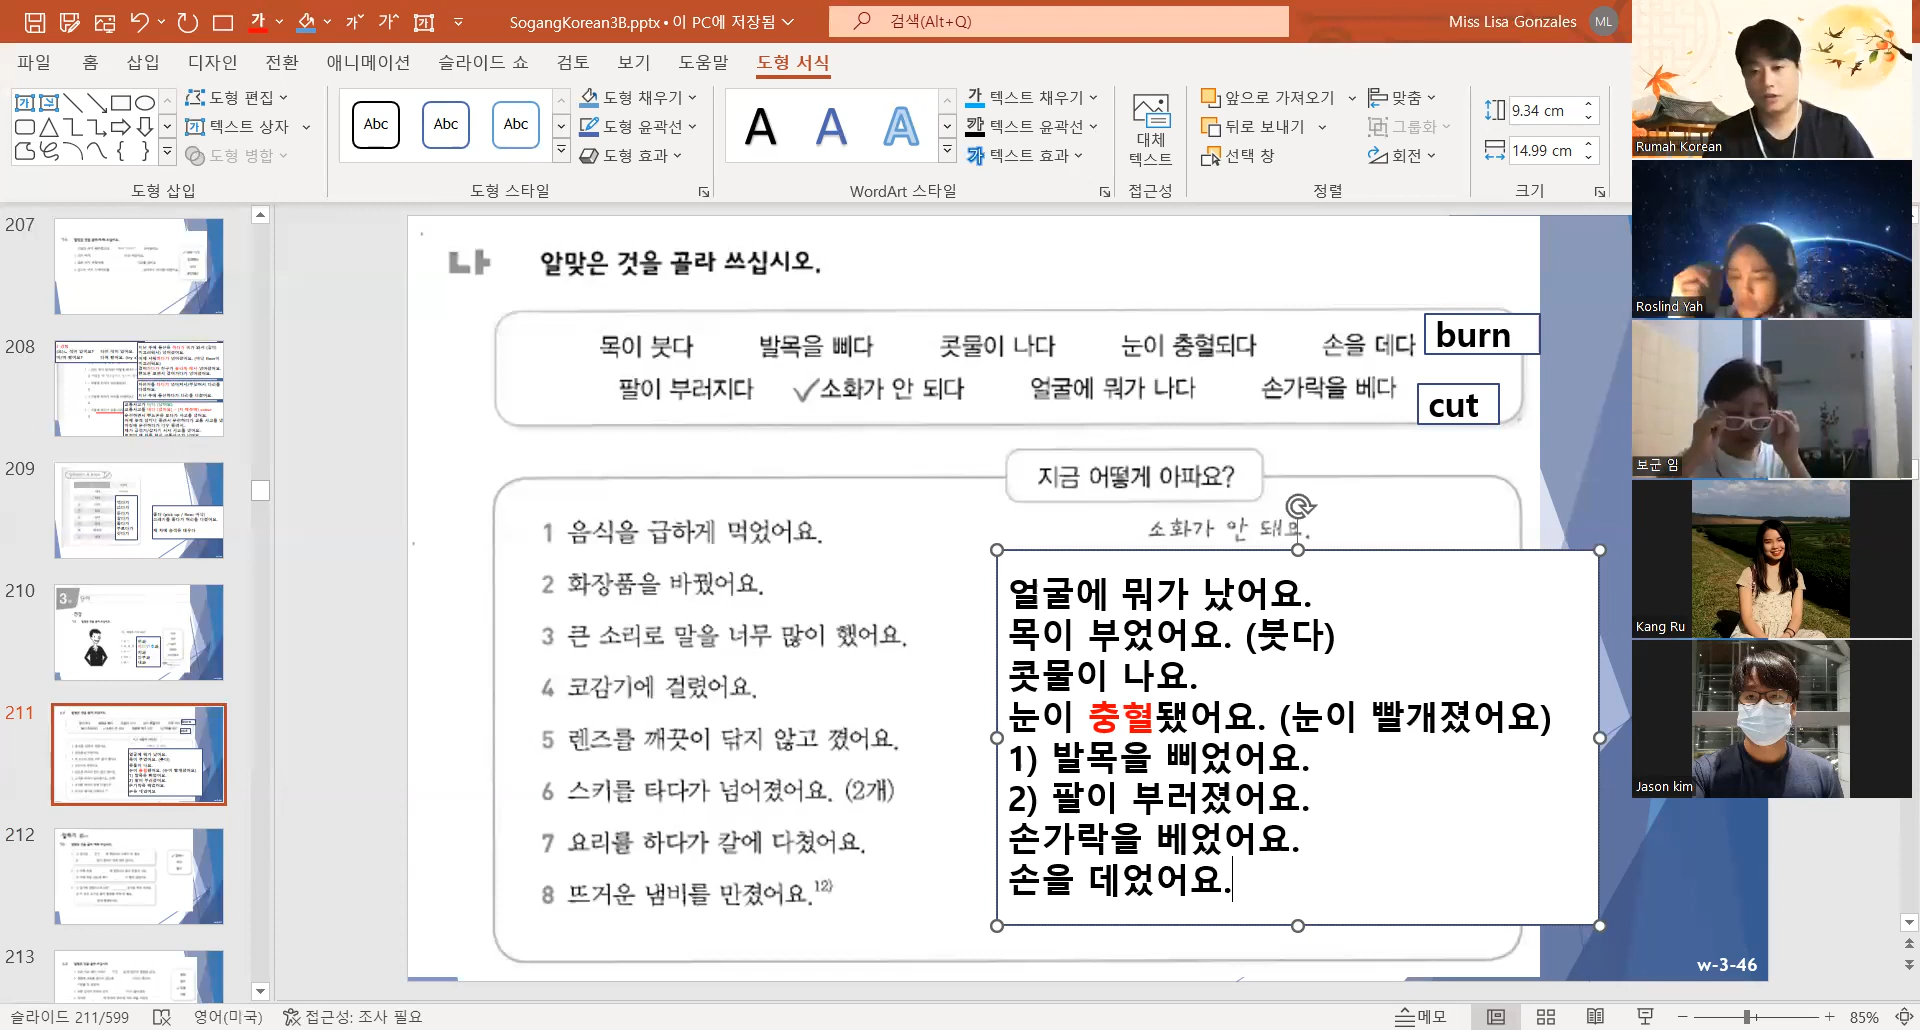 SogangKorean3B.pptx • 이 PC에 저장됨
검색(Alt+Q)
Miss Lisa Gonzales
ML
파일 홈 삽입 디자인 전환 애니메이션 슬라이드 쇼 검토 보기 도움말 도형 서식
도형 편집
텍스트 상자
도형 병합
도형 삽입
Abc Abc Abc
도형 채우기
도형 윤곽선
도형 효과
도형 스타일
A A A
텍스트 채우기
텍스트 윤곽선
텍스트 효과
WordArt 스타일
대체
텍스트
접근성
앞으로 가져오기
뒤로 보내기
선택 창
맞춤
그룹화
회전
정렬
9.34 cm
14.99 cm
크기
207
208
209
210
211
212
213
나 알맞은 것을 골라 쓰십시오.
목이 붓다 발목을 삐다 콧물이 나다 눈이 충혈되다 손을 데다 burn
팔이 부러지다 ✓소화가 안 되다 얼굴에 뭐가 나다 손가락을 베다 cut
지금 어떻게 아파요?
1 음식을 급하게 먹었어요. 소화가 안 돼요.
2 화장품을 바꿨어요.
3 큰 소리로 말을 너무 많이 했어요.
4 코감기에 걸렸어요.
5 렌즈를 깨끗이 닦지 않고 꼈어요.
6 스키를 타다가 넘어졌어요. (2개)
7 요리를 하다가 칼에 다쳤어요.
8 뜨거운 냄비를 만졌어요.12)
얼굴에 뭐가 났어요.
목이 부었어요. (붓다)
콧물이 나요.
눈이 충혈됐어요. (눈이 빨개졌어요)
1) 발목을 삐었어요.
2) 팔이 부러졌어요.
손가락을 베었어요.
손을 데었어요.
w-3-46
Rumah Korean
Roslind Yah
보군 임
Kang Ru
Jason kim
슬라이드 211/599
영어(미국)
접근성: 조사 필요
메모
85%